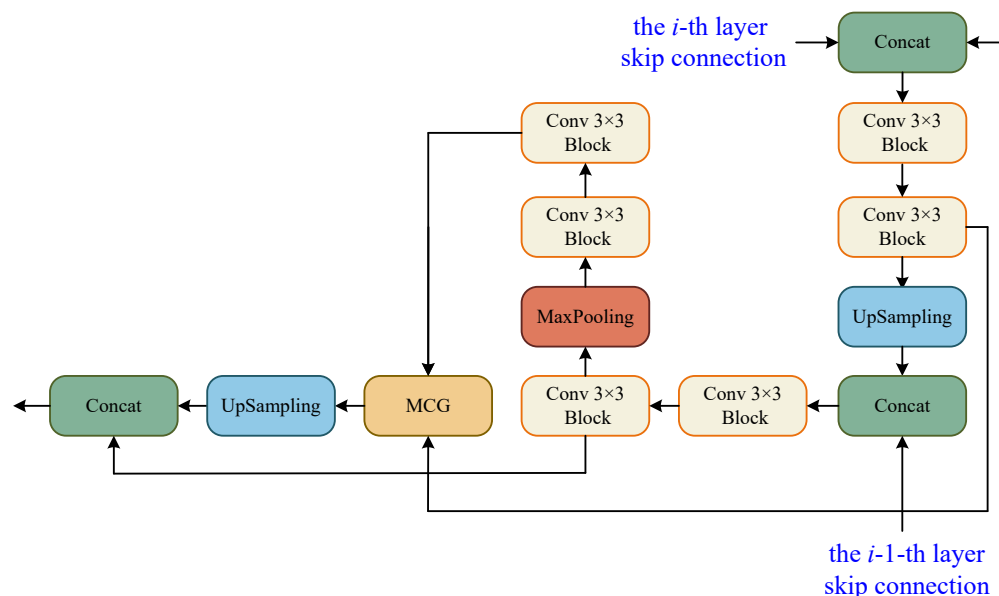 the i-th layer
skip connection
Concat
Conv 3×3
Block
Conv 3×3
Block
Conv 3×3
Block
Conv 3×3
Block
MaxPooling
UpSampling
Concat
UpSampling
MCG
Conv 3×3
Block
Conv 3×3
Block
Concat
the i-1-th layer
skip connection